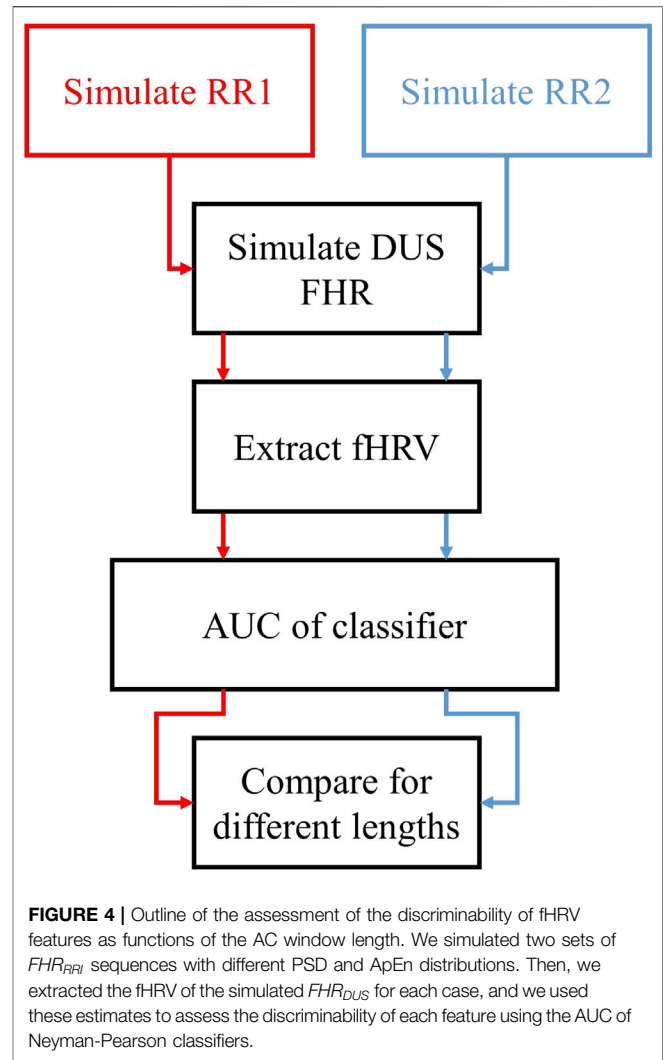 Simulate RR1
Simulate RR2
Simulate DUS
FHR
Extract fHRV
AUC of classifier
Compare for
different lengths
FIGURE 4 | Outline of the assessment of the discriminability of fHRV
features as functions of the AC window length. We simulated two sets of
FHR_RRI sequences with different PSD and ApEn distributions. Then, we
extracted the fHRV of the simulated FHR_DUS for each case, and we used
these estimates to assess the discriminability of each feature using the AUC of
Neyman-Pearson classifiers.